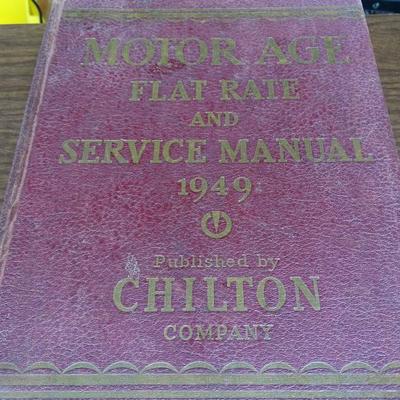 MOTOR AGE
FLAT RATE
AND
SERVICE MANUAL
1949
Published by
CHILTON
COMPANY